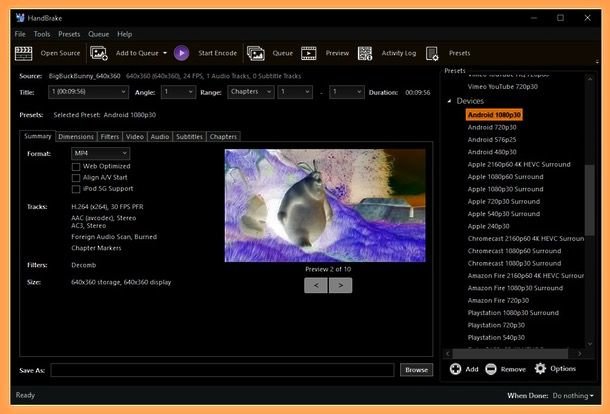 HandBrake
File Tools Presets Queue Help
Open Source Add to Queue Start Encode Queue Preview Activity Log Presets
Source: BigBuckBunny_640x360 640x360 (640x360), 24 FPS, 1 Audio Tracks, 0 Subtitle Tracks
Title: 1 (00:09:56) Angle: 1 Range: Chapters 1 - 1 Duration: 00:09:56
Presets: Selected Preset: Android 1080p30
Summary Dimensions Filters Video Audio Subtitles Chapters
Format: MP4
Web Optimized
Align A/V Start
iPod 5G Support
Tracks: H.264 (x264), 30 FPS PFR
AAC (avcodec), Stereo
AC3, Stereo
Foreign Audio Scan, Burned
Chapter Markers
Filters: Decomb
Size: 640x360 storage, 640x360 display
Preview 2 of 10
< >
Save As: Browse
Presets
Vimeo YouTube HQ 720p60
Vimeo YouTube 720p30
Devices
Android 1080p30
Android 720p30
Android 576p25
Android 480p30
Apple 2160p60 4K HEVC Surround
Apple 1080p60 Surround
Apple 1080p30 Surround
Apple 720p30 Surround
Apple 540p30 Surround
Apple 240p30
Chromecast 2160p60 4K HEVC Surroun
Chromecast 1080p60 Surround
Chromecast 1080p30 Surround
Amazon Fire 2160p60 4K HEVC Surroun
Amazon Fire 1080p30 Surround
Amazon Fire 720p30
Playstation 1080p30 Surround
Playstation 720p30
Playstation 540p30
Add Remove Options
Ready When Done: Do nothing